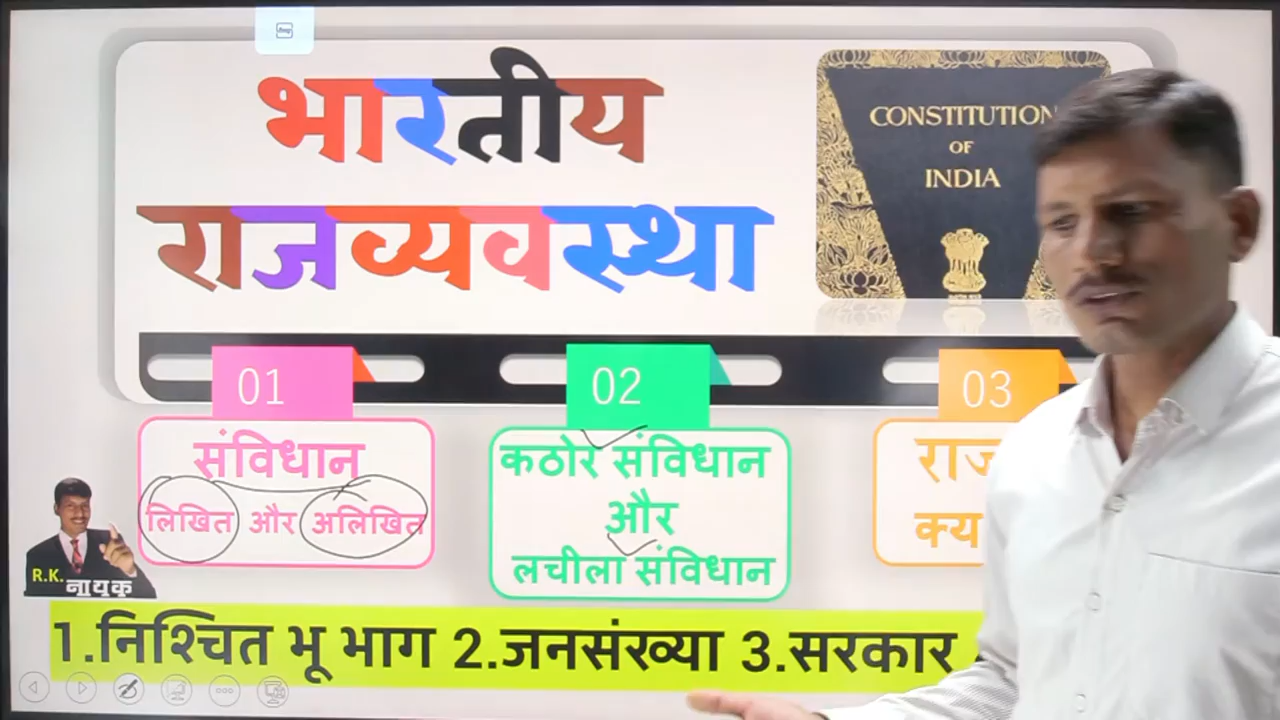 भारतीय
राजव्यवस्था
CONSTITUTION
OF
INDIA
01
संविधान
लिखित और अलिखित
02
कठोर संविधान
और
लचीला संविधान
03
R.K. नायक
1.निश्चित भू भाग 2.जनसंख्या 3.सरकार